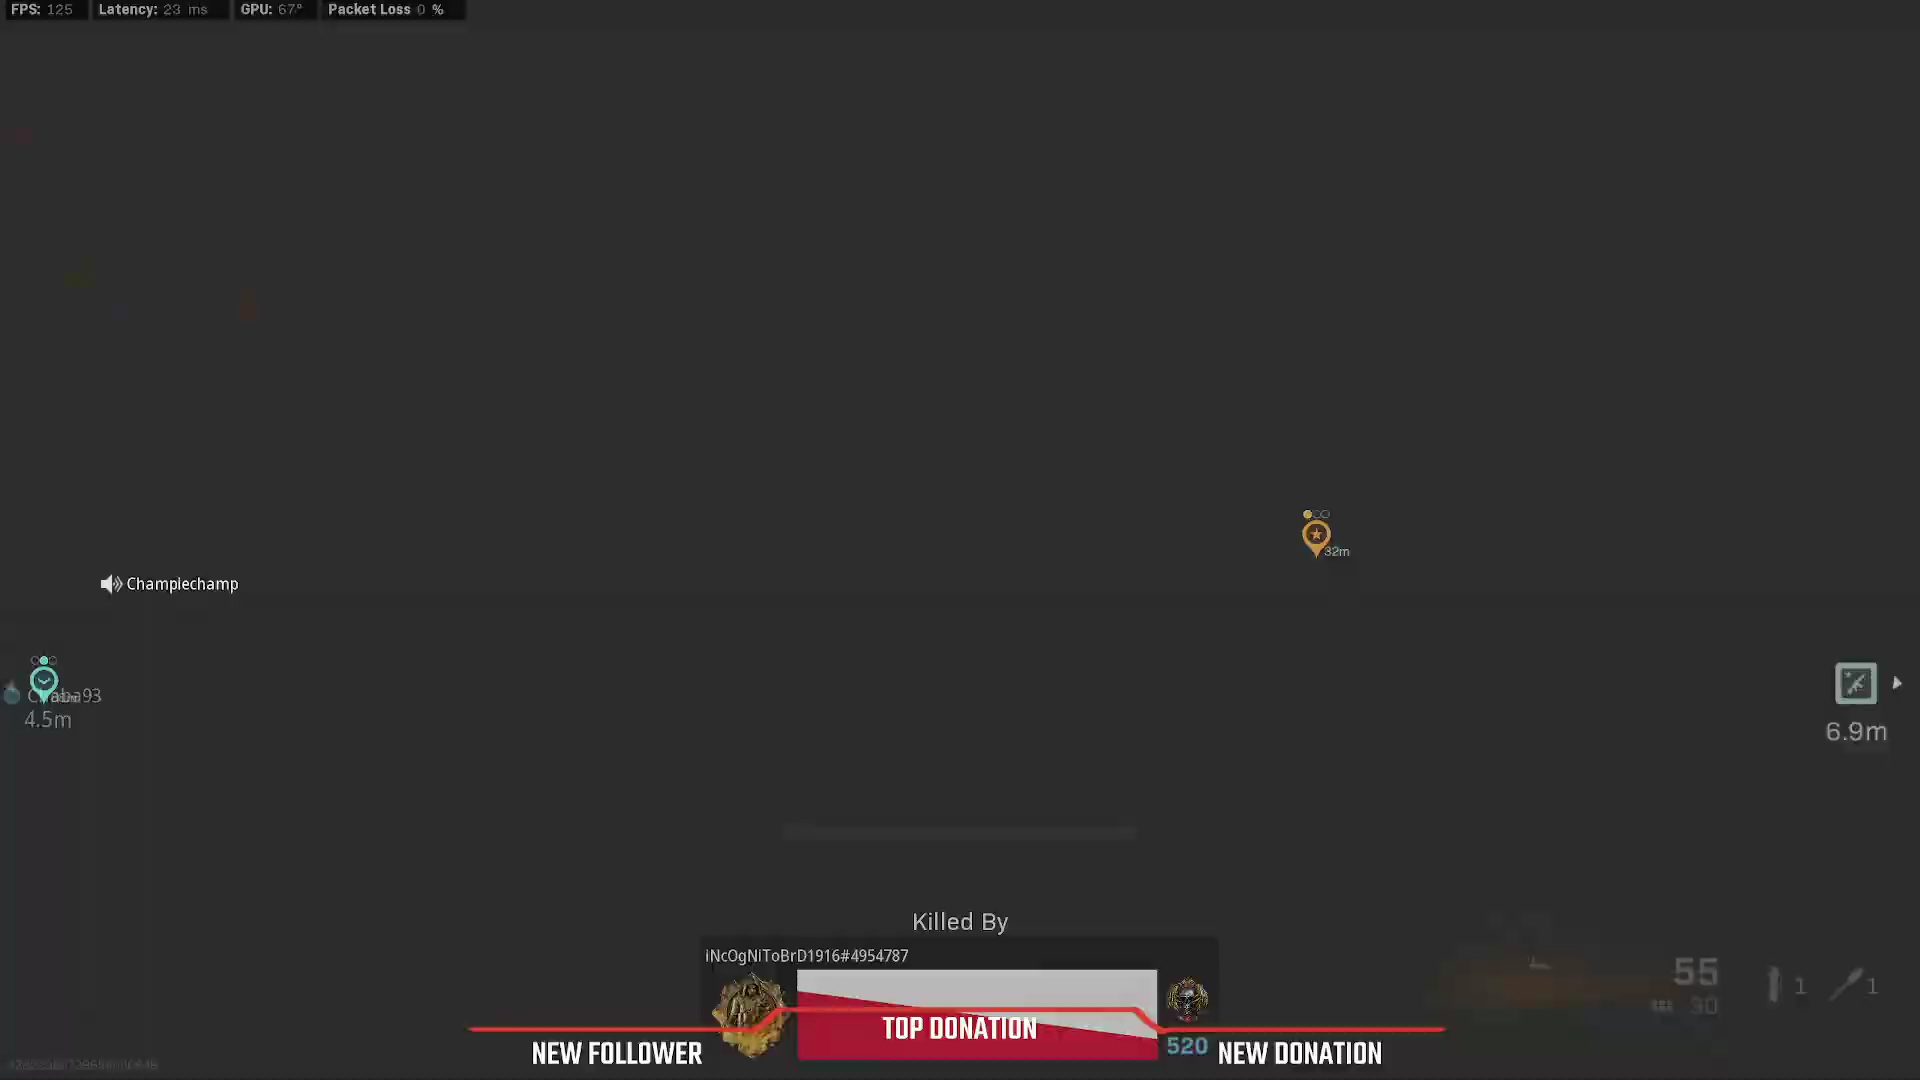 FPS: 125 Latency: 23 ms GPU: 67° Packet Loss 0 %
32m
Champlechamp
4.5m
6.9m
Killed By
iNcOgNiToBrD1916#4954787
55
30
1
1
TOP DONATION
520
NEW FOLLOWER
NEW DONATION